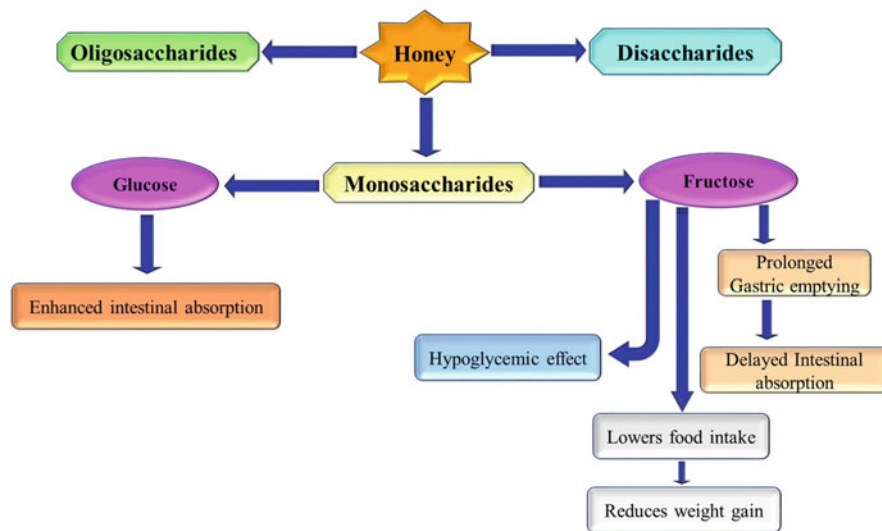 Oligosaccharides
Honey
Disaccharides
Glucose
Monosaccharides
Fructose
Enhanced intestinal absorption
Prolonged
Gastric emptying
Hypoglycemic effect
Delayed Intestinal
absorption
Lowers food intake
Reduces weight gain